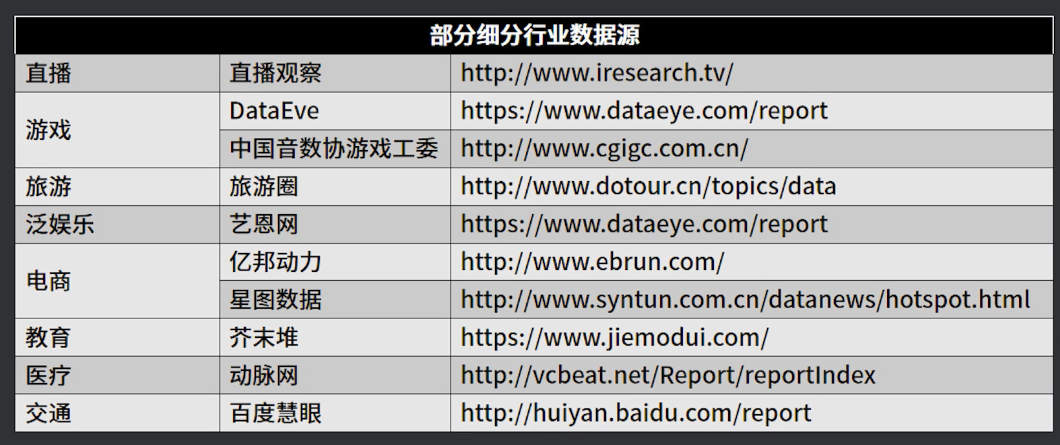 部分细分行业数据源
直播 直播观察 http://www.iresearch.tv/
游戏 DataEve https://www.dataeye.com/report
中国音数协游戏工委 http://www.cgigc.com.cn/
旅游 旅游圈 http://www.dotour.cn/topics/data
泛娱乐 艺恩网 https://www.dataeye.com/report
电商 亿邦动力 http://www.ebrun.com/
星图数据 http://www.syntun.com.cn/datanews/hotspot.html
教育 芥末堆 https://www.jiemodui.com/
医疗 动脉网 http://vcbeat.net/Report/reportIndex
交通 百度慧眼 http://huiyan.baidu.com/report